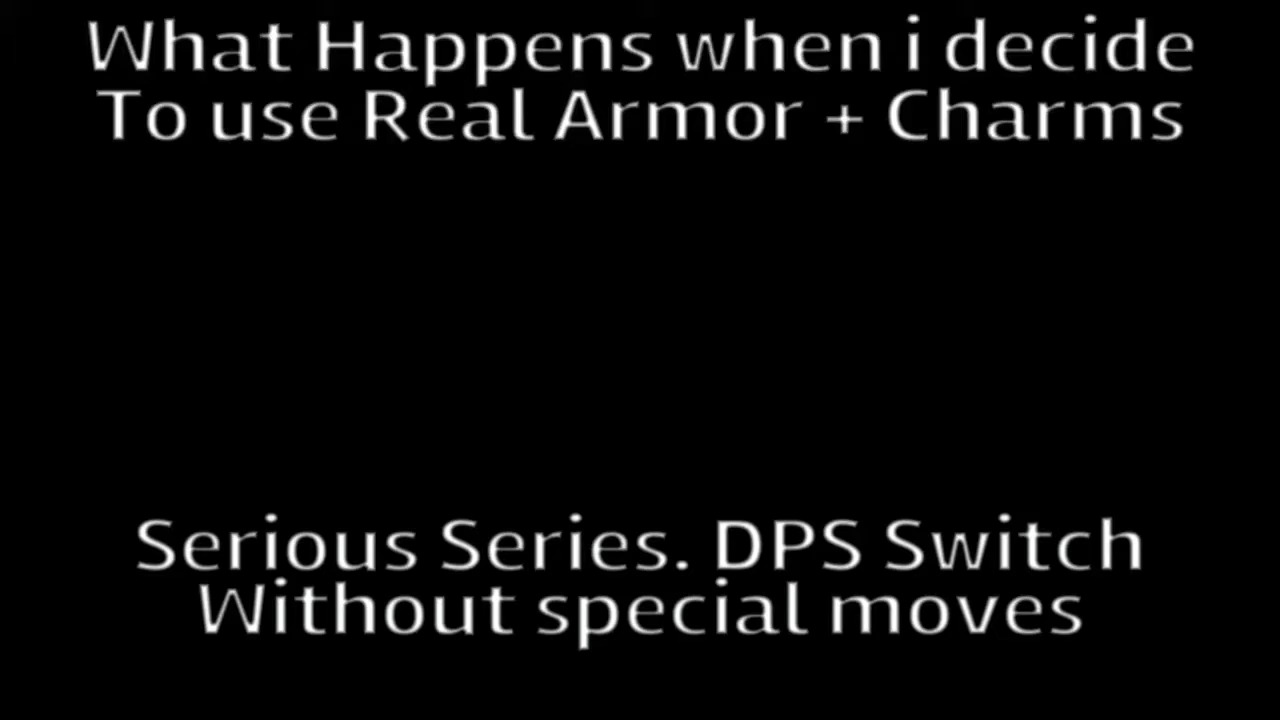 What Happens when i decide
To use Real Armor + Charms
Serious Series. DPS Switch
Without special moves